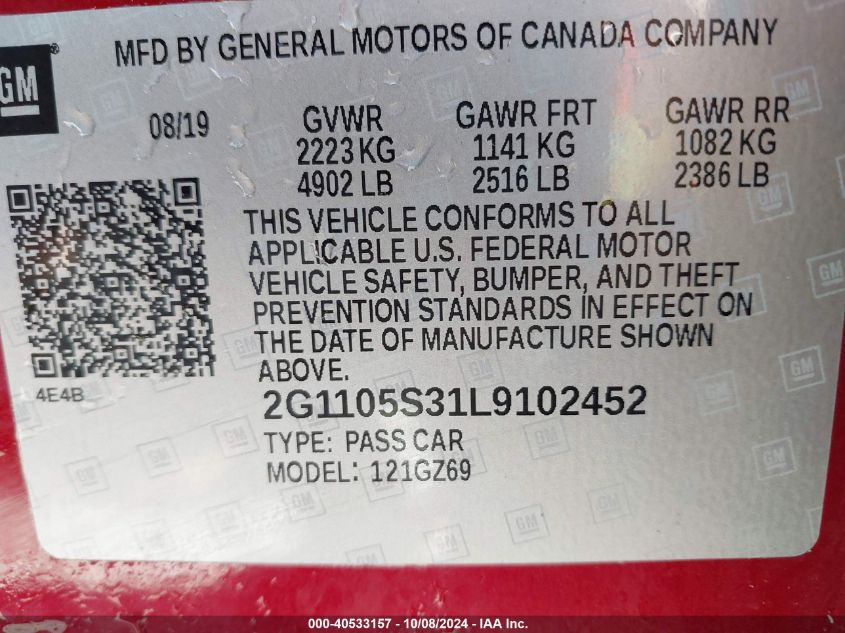 GM
MFD BY GENERAL MOTORS OF CANADA COMPANY
08/19
GVWR
2223 KG
4902 LB
GAWR FRT
1141 KG
2516 LB
GAWR RR
1082 KG
2386 LB
THIS VEHICLE CONFORMS TO ALL
APPLICABLE U.S. FEDERAL MOTOR
VEHICLE SAFETY, BUMPER, AND THEFT
PREVENTION STANDARDS IN EFFECT ON
THE DATE OF MANUFACTURE SHOWN
ABOVE.
4E4B
2G1105S31L9102452
TYPE: PASS CAR
MODEL: 121GZ69
000-40533157 - 10/08/2024 - IAA Inc.